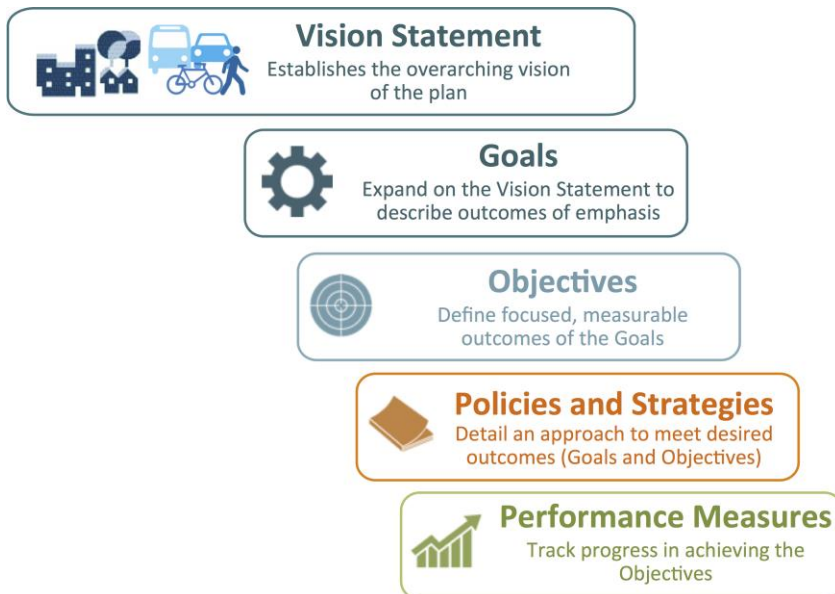 Vision Statement
Establishes the overarching vision
of the plan
Goals
Expand on the Vision Statement to
describe outcomes of emphasis
Objectives
Define focused, measurable
outcomes of the Goals
Policies and Strategies
Detail an approach to meet desired
outcomes (Goals and Objectives)
Performance Measures
Track progress in achieving the
Objectives